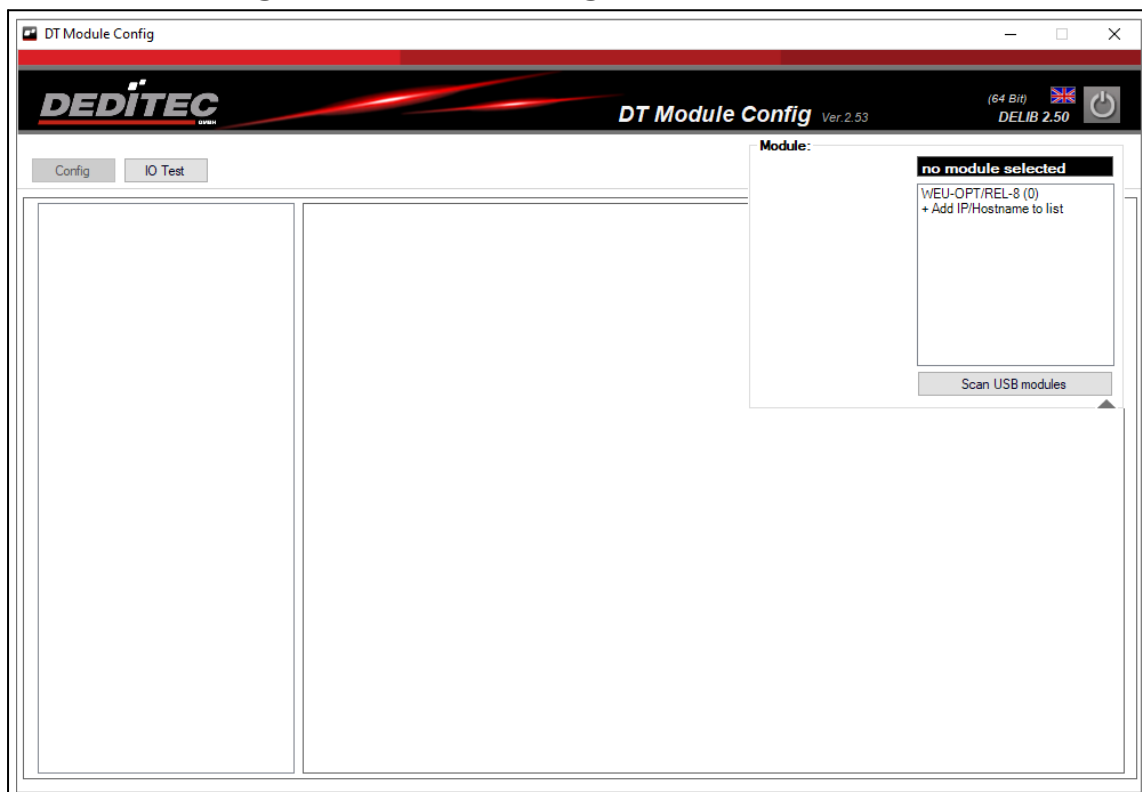 DT Module Config
DEDITEC
GMBH
DT Module Config Ver.2.53
(64 Bit)
DELIB 2.50
Config
IO Test
Module:
no module selected
WEU-OPT/REL-8 (0)
+ Add IP/Hostname to list
Scan USB modules